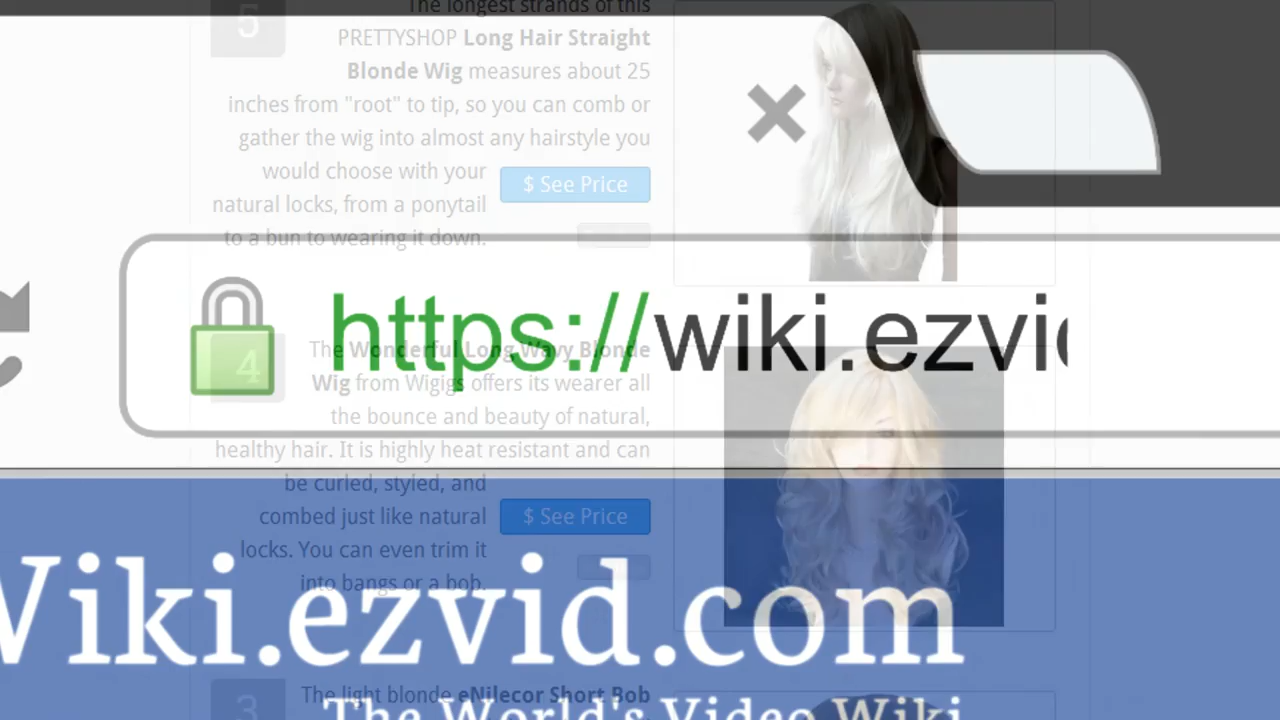 5
The longest strands of this
PRETTYSHOP Long Hair Straight
Blonde Wig measures about 25
inches from "root" to tip, so you can comb or
gather the wig into almost any hairstyle you
would choose with your
natural locks, from a ponytail
to a bun to wearing it down.
$ See Price
https://wiki.ezvid
4
The Wonderful Long Wavy Blonde
Wig from Wigigs offers its wearer all
the bounce and beauty of natural,
healthy hair. It is highly heat resistant and can
be curled, styled, and
combed just like natural
locks. You can even trim it
into bangs or a bob.
$ See Price
Wiki.ezvid.com
The World's Video Wiki
3
The light blonde eNilecor Short Bob